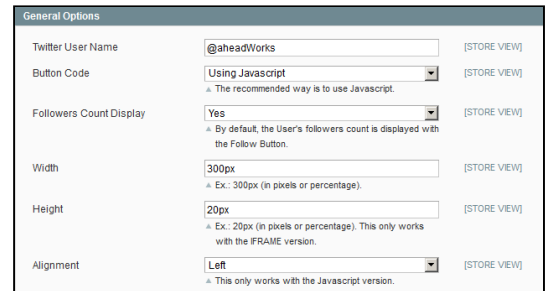 General Options
Twitter User Name @aheadWorks [STORE VIEW]
Button Code Using Javascript [STORE VIEW]
The recommended way is to use Javascript.
Followers Count Display Yes [STORE VIEW]
By default, the User's followers count is displayed with
the Follow Button.
Width 300px [STORE VIEW]
Ex.: 300px (in pixels or percentage).
Height 20px [STORE VIEW]
Ex.: 20px (in pixels or percentage). This only works
with the IFRAME version.
Alignment Left [STORE VIEW]
This only works with the Javascript version.